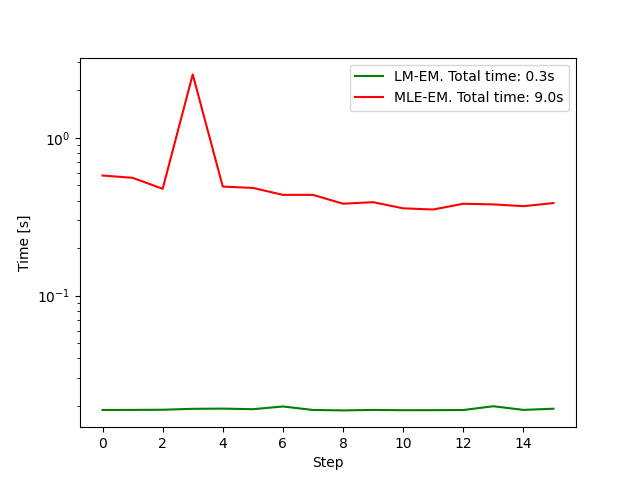 LM-EM. Total time: 0.3s
MLE-EM. Total time: 9.0s
10⁰
10⁻¹
Time [s]
0 2 4 6 8 10 12 14
Step